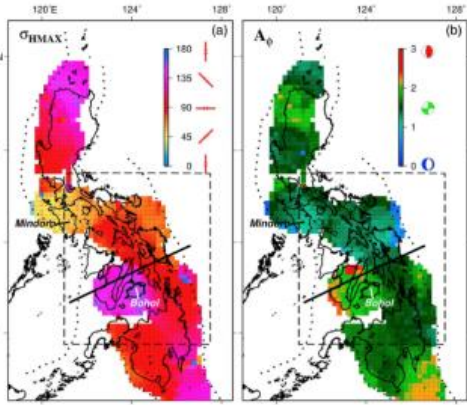 120°E 124° 128°
120°E 124° 128°
σHMAX (a)
Aϕ (b)
180
135
90
45
0
3
2
1
0
Mindoro
Bohol
Mindoro
Bohol